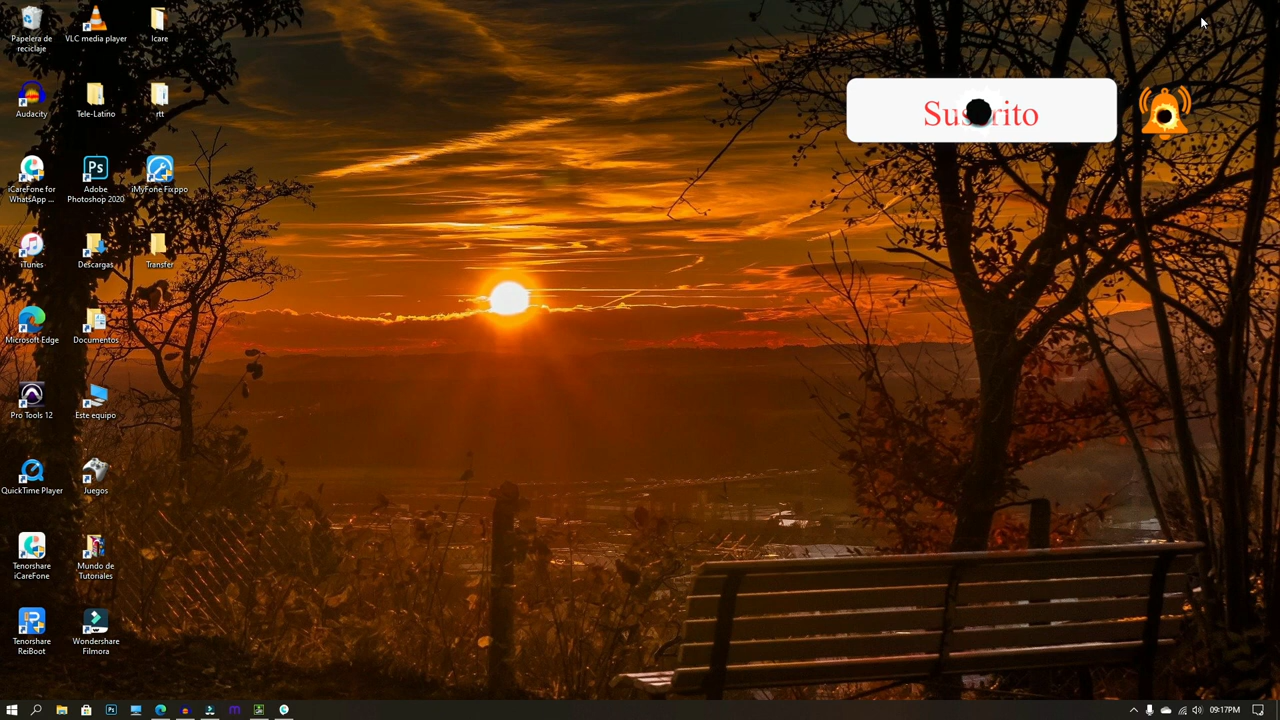 Papelera de
reciclaje
VLC media player
Icare
Audacity
Tele-Latino
rtt
iCareFone for
WhatsApp ...
Adobe
Photoshop 2020
iMyFone Fixppo
iTunes
Descargas
Transfer
Microsoft Edge
Documentos
Pro Tools 12
Este equipo
QuickTime Player
Juegos
Tenorshare
iCareFone
Mundo de
Tutoriales
Tenorshare
ReiBoot
Wondershare
Filmora
Ps
Suscrito
09:17PM